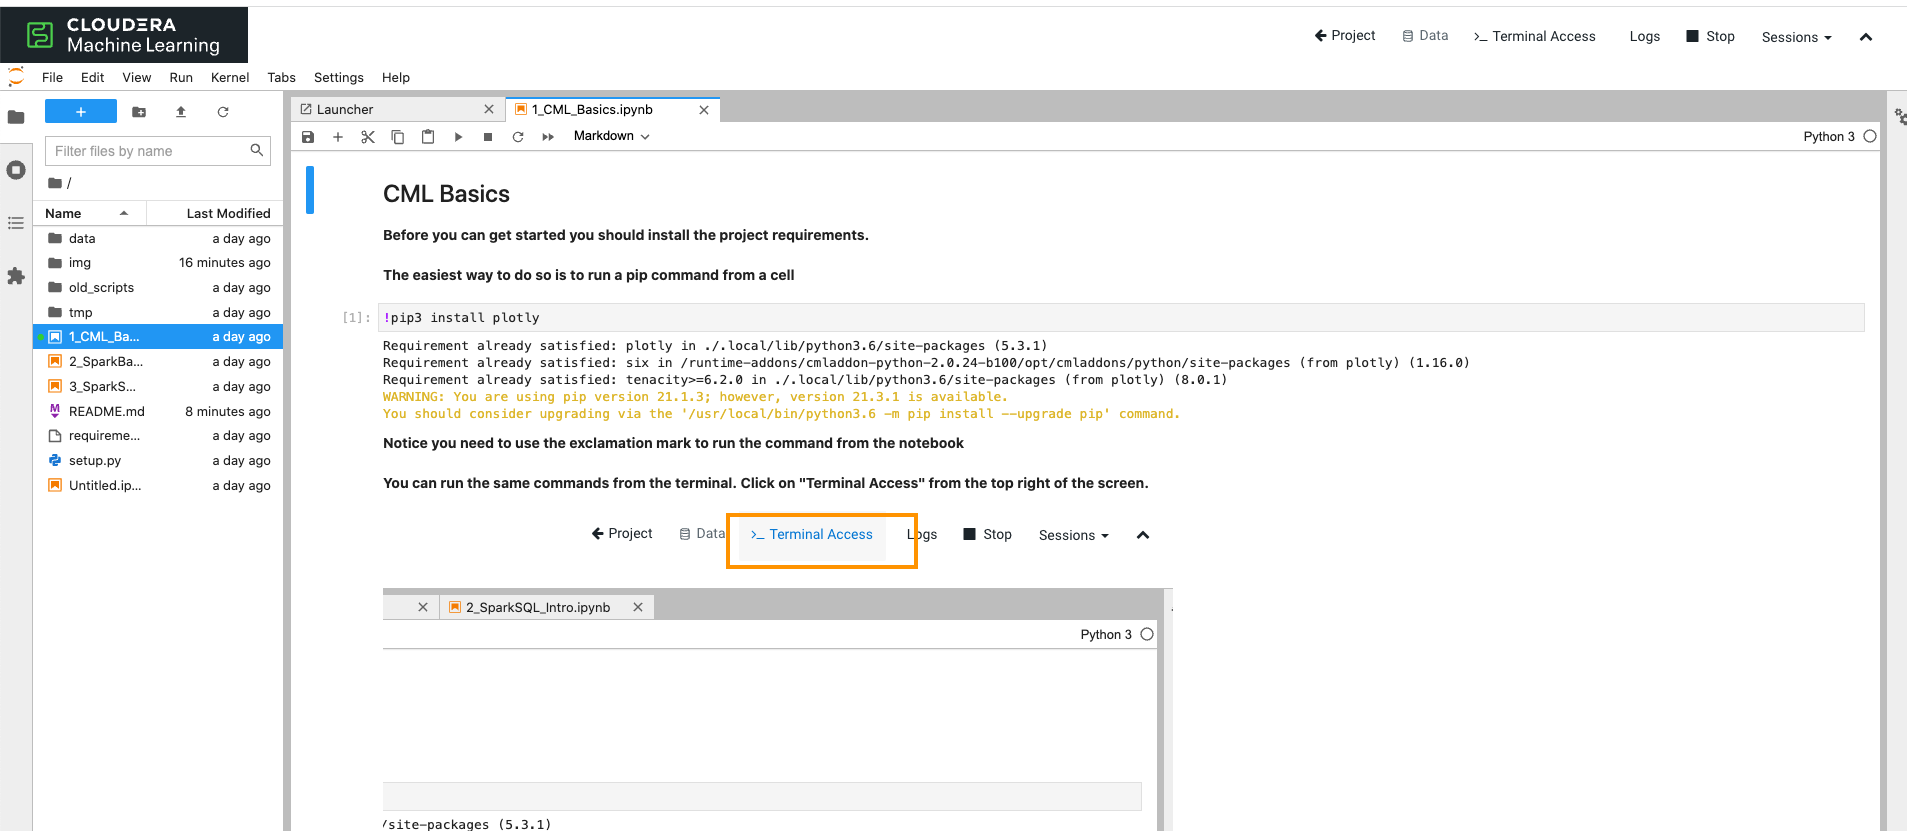 CLOUDERA
Machine Learning
Project Data >_ Terminal Access Logs Stop Sessions
File Edit View Run Kernel Tabs Settings Help
+
Launcher
1_CML_Basics.ipynb
Markdown
Python 3
Filter files by name
/
Name Last Modified
data a day ago
img 16 minutes ago
old_scripts a day ago
tmp a day ago
1_CML_Ba... a day ago
2_SparkBa... a day ago
3_SparkS... a day ago
README.md 8 minutes ago
requireme... a day ago
setup.py a day ago
Untitled.ip... a day ago
CML Basics
Before you can get started you should install the project requirements.
The easiest way to do so is to run a pip command from a cell
[1]: !pip3 install plotly
Requirement already satisfied: plotly in ./.local/lib/python3.6/site-packages (5.3.1)
Requirement already satisfied: six in /runtime-addons/cmladdon-python-2.0.24-b100/opt/cmladdons/python/site-packages (from plotly) (1.16.0)
Requirement already satisfied: tenacity>=6.2.0 in ./.local/lib/python3.6/site-packages (from plotly) (8.0.1)
WARNING: You are using pip version 21.1.3; however, version 21.3.1 is available.
You should consider upgrading via the '/usr/local/bin/python3.6 -m pip install --upgrade pip' command.
Notice you need to use the exclamation mark to run the command from the notebook
You can run the same commands from the terminal. Click on "Terminal Access" from the top right of the screen.
Project Data >_ Terminal Access Logs Stop Sessions
2_SparkSQL_Intro.ipynb
Python 3
/site-packages (5.3.1)